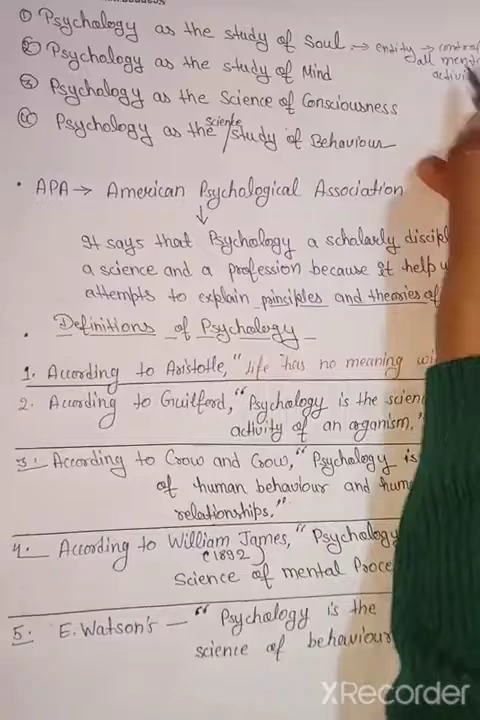 ① Psychology as the study of Soul → entity → control all mental activi
② Psychology as the study of Mind
③ Psychology as the Science of Consciousness
④ Psychology as the science/study of Behaviour
• APA → American Psychological Association
↓
It says that Psychology a scholarly discipl
a science and a profession because it help u
attempts to explain principles and theories of
• Definitions of Psychology -
1. According to Aristotle, "life has no meaning wi
2. According to Guilford, "Psychology is the scien
activity of an organism."
3. According to Crow and Crow, "Psychology is
of human behaviour and hum
relationships."
4. According to William James, "Psychology
(1892)
Science of mental Proce
5. E. Watson's — "Psychology is the
science of behaviour
XRecorder